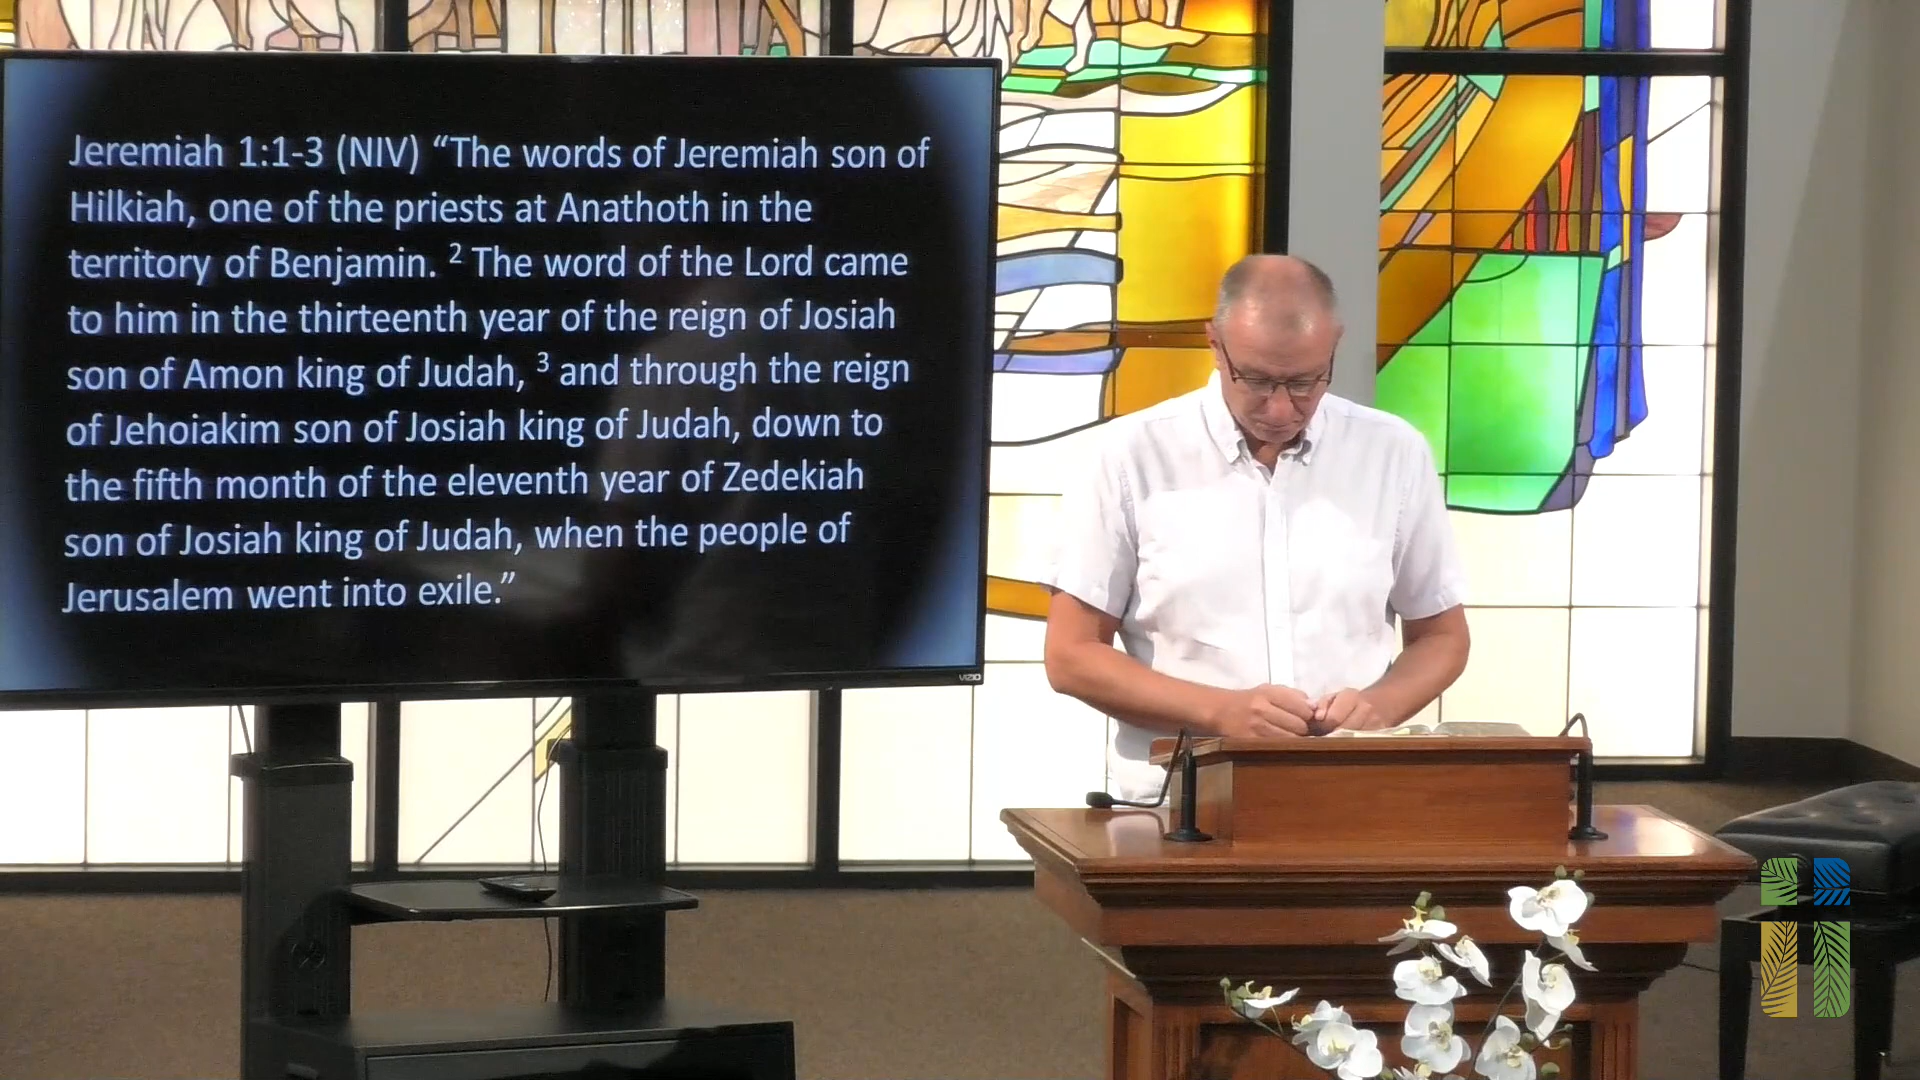 Jeremiah 1:1-3 (NIV) “The words of Jeremiah son of
Hilkiah, one of the priests at Anathoth in the
territory of Benjamin. 2 The word of the Lord came
to him in the thirteenth year of the reign of Josiah
son of Amon king of Judah, 3 and through the reign
of Jehoiakim son of Josiah king of Judah, down to
the fifth month of the eleventh year of Zedekiah
son of Josiah king of Judah, when the people of
Jerusalem went into exile.”
VIZIO